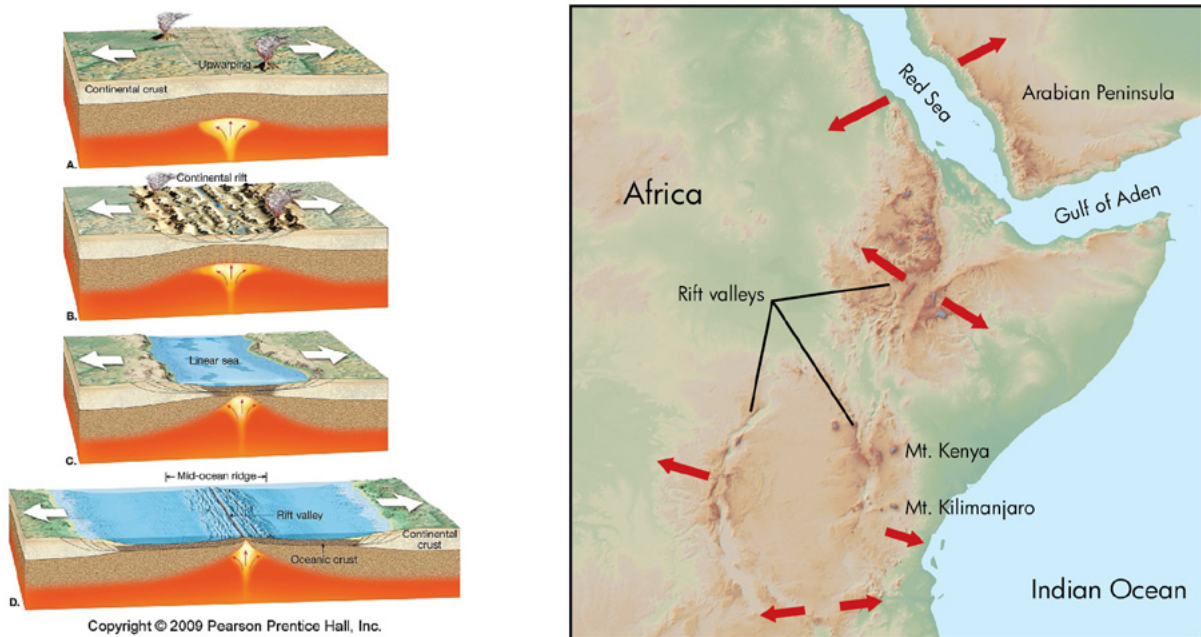 Upwarping
Continental crust
A.
Continental rift
B.
Linear sea
C.
Mid-ocean ridge
Rift valley
Continental
crust
Oceanic crust
D.
Copyright © 2009 Pearson Prentice Hall, Inc.
Red Sea
Arabian Peninsula
Africa
Gulf of Aden
Rift valleys
Mt. Kenya
Mt. Kilimanjaro
Indian Ocean